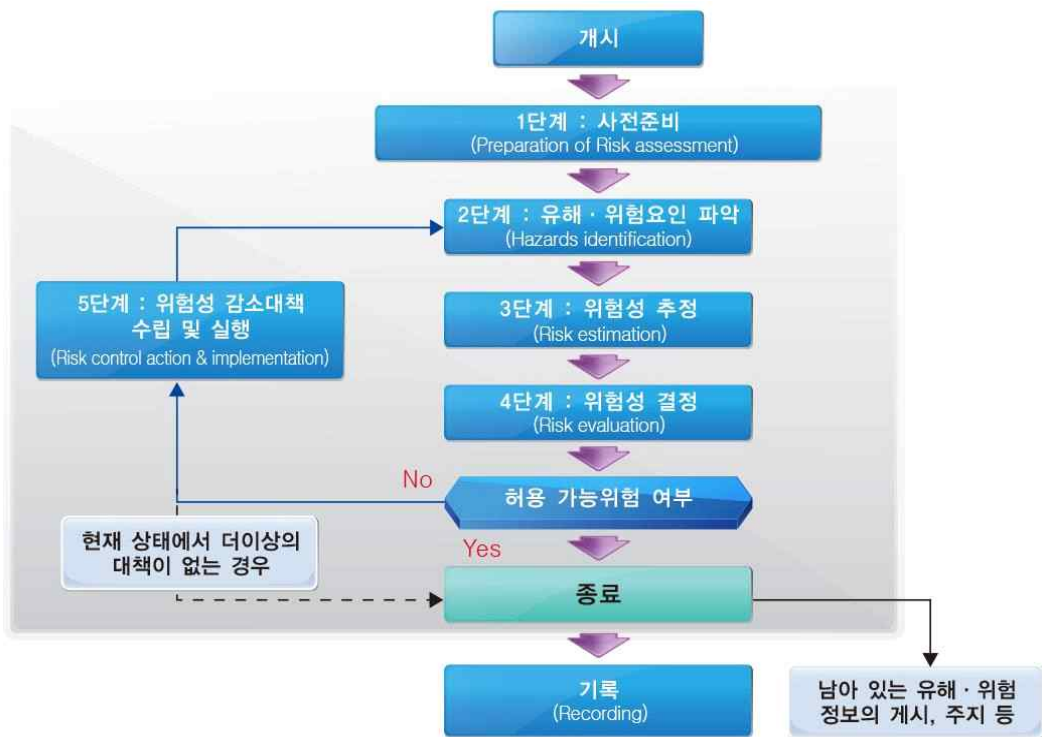 개시
1단계 : 사전준비
(Preparation of Risk assessment)
2단계 : 유해 · 위험요인 파악
(Hazards identification)
5단계 : 위험성 감소대책
수립 및 실행
(Risk control action & implementation)
3단계 : 위험성 추정
(Risk estimation)
4단계 : 위험성 결정
(Risk evaluation)
No
허용 가능위험 여부
현재 상태에서 더이상의
대책이 없는 경우
Yes
종료
기록
(Recording)
남아 있는 유해 · 위험
정보의 게시, 주지 등